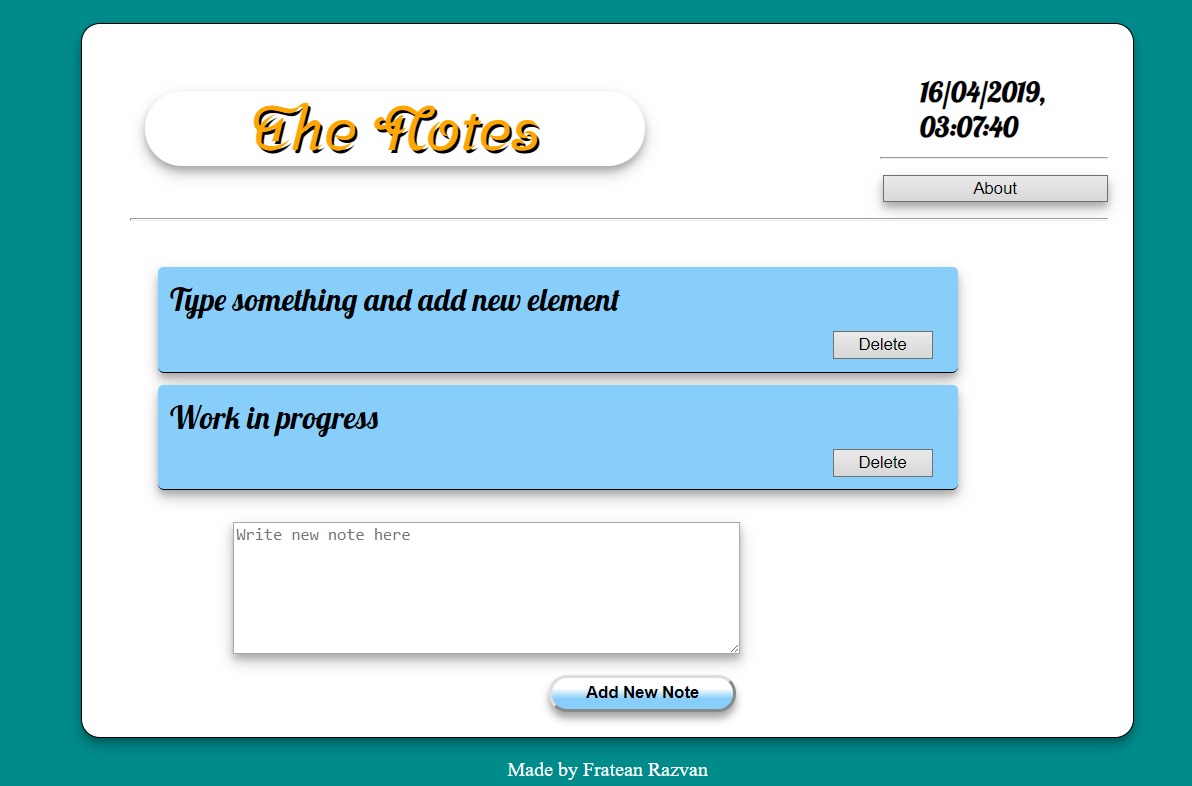 The Notes
16/04/2019,
03:07:40
About
Type something and add new element
Delete
Work in progress
Delete
Write new note here
Add New Note
Made by Fratean Razvan